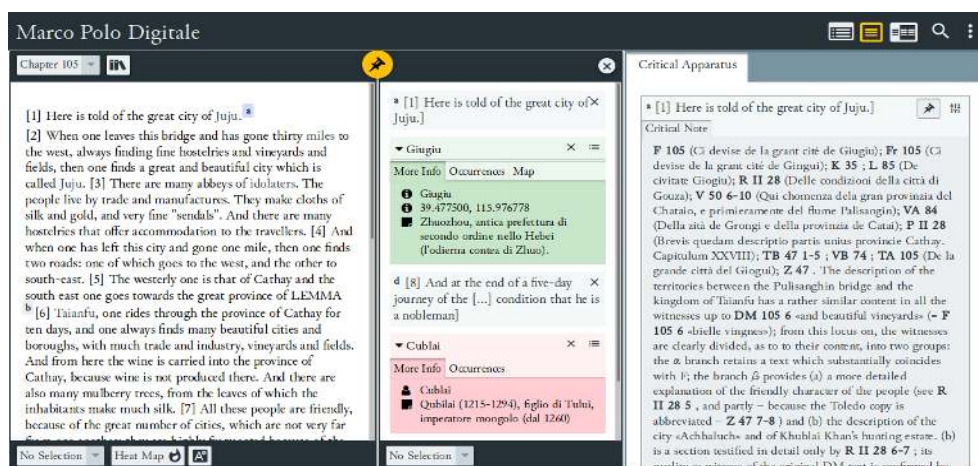 Marco Polo Digitale
Chapter 105
[1] Here is told of the great city of Juju. a
[2] When one leaves this bridge and has gone thirty miles to
the west, always finding fine hostelries and vineyards and
fields, then one finds a great and beautiful city which is
called Juju. [3] There are many abbeys of idolaters. The
people live by trade and manufactures. They make cloths of
silk and gold, and very fine "sendals". And there are many
hostelries that offer accommodation to the travellers. [4] And
when one has left this city and gone one mile, then one finds
two roads: one of which goes to the west, and the other to
south-east. [5] The westerly one is that of Cathay and the
south east one goes towards the great province of LEMMA
b [6] Taianfu, one rides through the province of Cathay for
ten days, and one always finds many beautiful cities and
boroughs, with much trade and industry, vineyards and fields.
And from here the wine is carried into the province of
Cathay, because wine is not produced there. And there are
also many mulberry trees, from the leaves of which the
inhabitants make much silk. [7] All these people are friendly,
because of the great number of cities, which are not very far
No Selection
Heat Map
a [1] Here is told of the great city of
Juju.]
Giugiu
More Info Occurrences Map
Giugiu
39.477500, 115.976778
Zhuozhou, antica prefettura di
secondo ordine nello Hebei
(l'odierna contea di Zhuo).
d [8] And at the end of a five-day
journey of the [...] condition that he is
a nobleman]
Cublai
More Info Occurrences
Cublai
Qubilai (1215-1294), figlio di Tului,
imperatore mongolo (dal 1260)
No Selection
Critical Apparatus
a [1] Here is told of the great city of Juju.]
Critical Note
F 105 (Ci devise de la grant cité de Giugiu); Fr 105 (Ci
devise de la grant cité de Gingui); K 35 ; L 85 (De
civitate Giogiu); R II 28 (Delle condizioni della città di
Gouza); V 50 6-10 (Qui chomenza dela gran provinzia del
Chataio, e primieramente del flume Palisangin); VA 84
(Della zità de Grongi e della provinzia de Catai); P II 28
(Brevis quedam descriptio partis unius provincie Cathay.
Capitulum XXVIII); TB 47 1-5 ; VB 74 ; TA 105 (De la
grande città del Giogui); Z 47 . The description of the
territories between the Pulisanghin bridge and the
kingdom of Taianfu has a rather similar content in all the
witnesses up to DM 105 6 «and beautiful vineyards» (= F
105 6 «bielle vingnes»); from this locus on, the witnesses
are clearly divided, as to to their content, into two groups:
the α branch retains a text which substantially coincides
with F; the branch β provides (a) a more detailed
explanation of the friendly character of the people (see R
II 28 5 , and partly – because the Toledo copy is
abbreviated – Z 47 7-8 ) and (b) the description of the
city «Achbaluch» and of Khublai Khan's hunting estate. (b)
is a section testified in detail only by R II 28 6-7 ; its